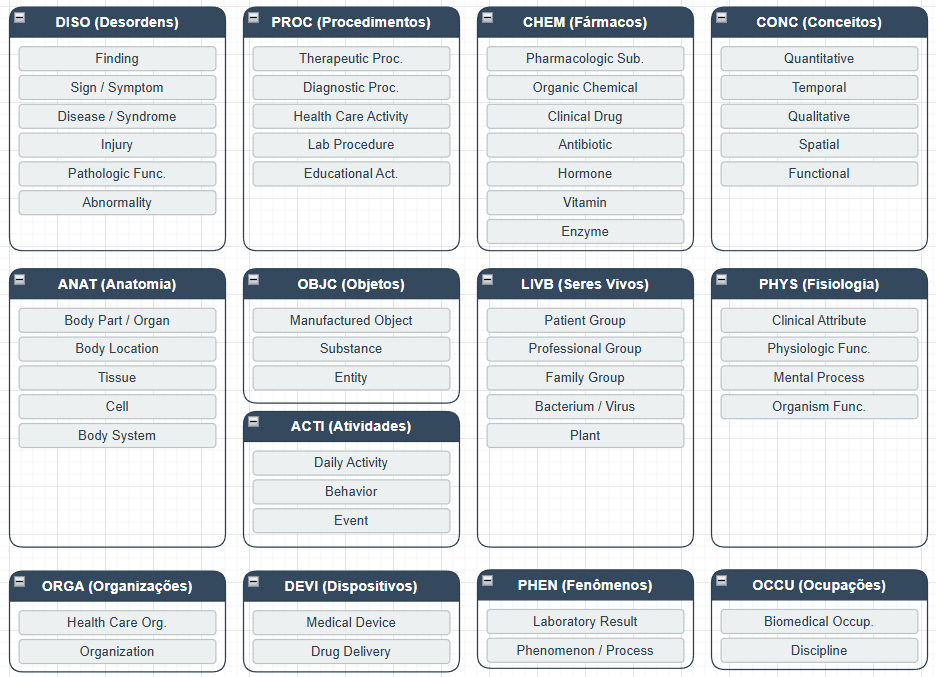 DISO (Desordens)
Finding
Sign / Symptom
Disease / Syndrome
Injury
Pathologic Func.
Abnormality
PROC (Procedimentos)
Therapeutic Proc.
Diagnostic Proc.
Health Care Activity
Lab Procedure
Educational Act.
CHEM (Fármacos)
Pharmacologic Sub.
Organic Chemical
Clinical Drug
Antibiotic
Hormone
Vitamin
Enzyme
CONC (Conceitos)
Quantitative
Temporal
Qualitative
Spatial
Functional
ANAT (Anatomia)
Body Part / Organ
Body Location
Tissue
Cell
Body System
OBJC (Objetos)
Manufactured Object
Substance
Entity
ACTI (Atividades)
Daily Activity
Behavior
Event
LIVB (Seres Vivos)
Patient Group
Professional Group
Family Group
Bacterium / Virus
Plant
PHYS (Fisiologia)
Clinical Attribute
Physiologic Func.
Mental Process
Organism Func.
ORGA (Organizações)
Health Care Org.
Organization
DEVI (Dispositivos)
Medical Device
Drug Delivery
PHEN (Fenômenos)
Laboratory Result
Phenomenon / Process
OCCU (Ocupações)
Biomedical Occup.
Discipline